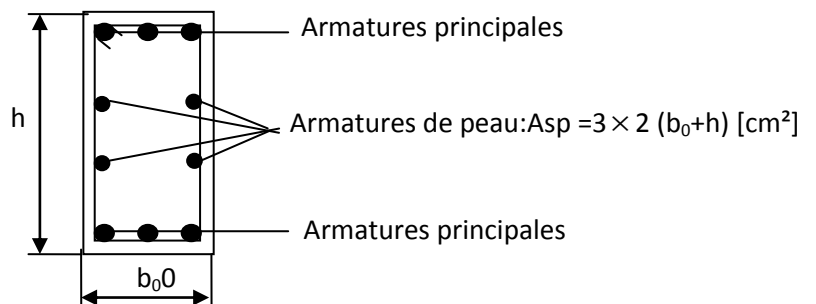 Armatures principales
h
Armatures de peau:Asp =3×2 (b₀+h) [cm²]
Armatures principales
b₀0